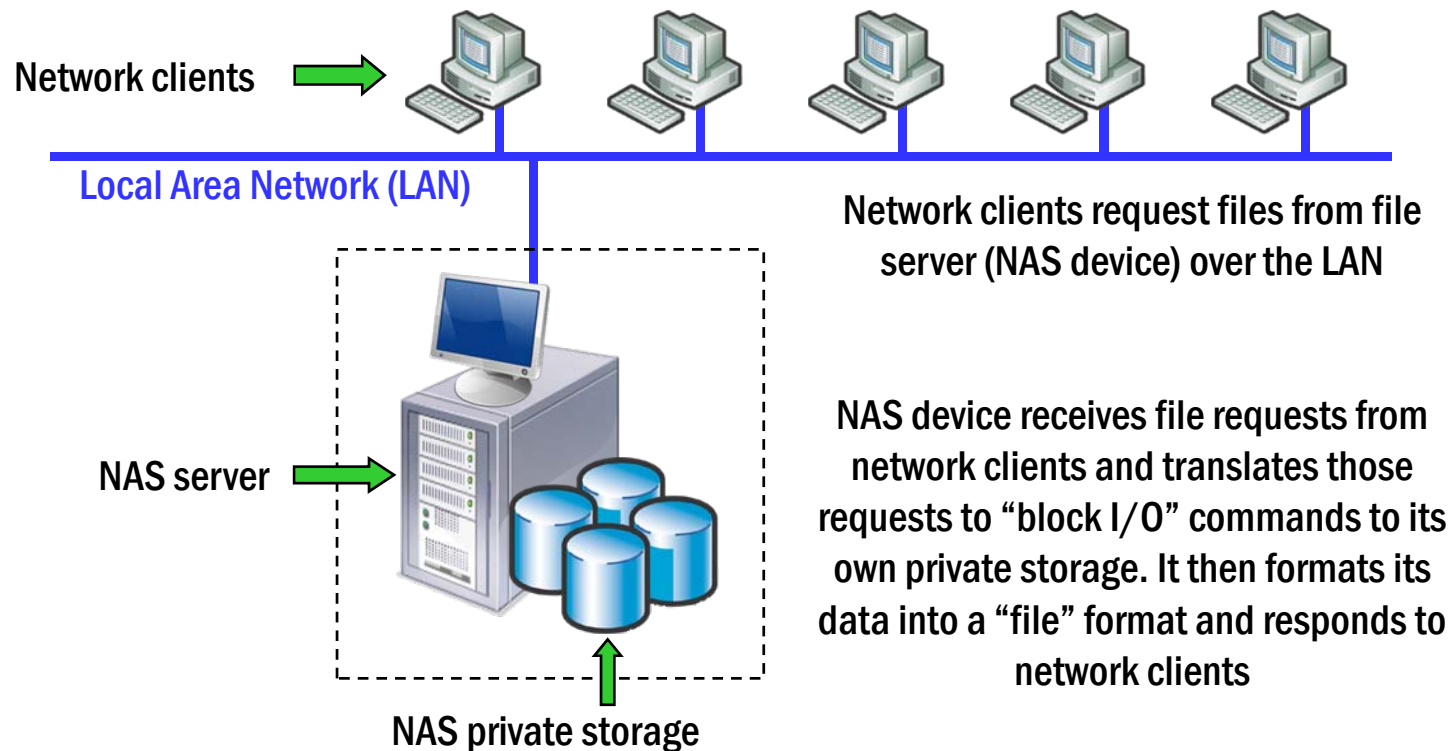 Network clients
Local Area Network (LAN)
Network clients request files from file
server (NAS device) over the LAN
NAS server
NAS device receives file requests from
network clients and translates those
requests to “block I/O” commands to its
own private storage. It then formats its
data into a “file” format and responds to
network clients
NAS private storage